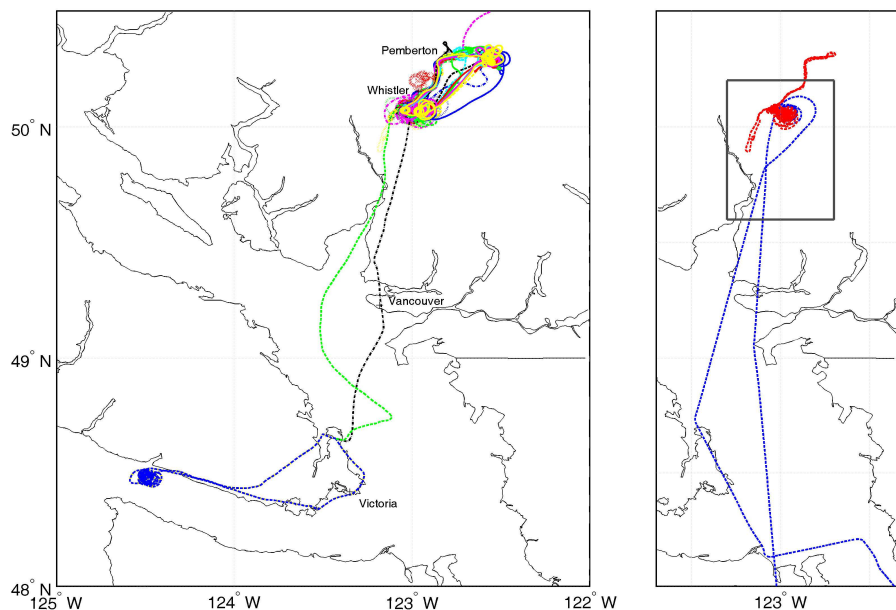 Pemberton
Whistler
50° N
Vancouver
49° N
Victoria
48° N
125° W
124° W
123° W
122° W
123° W